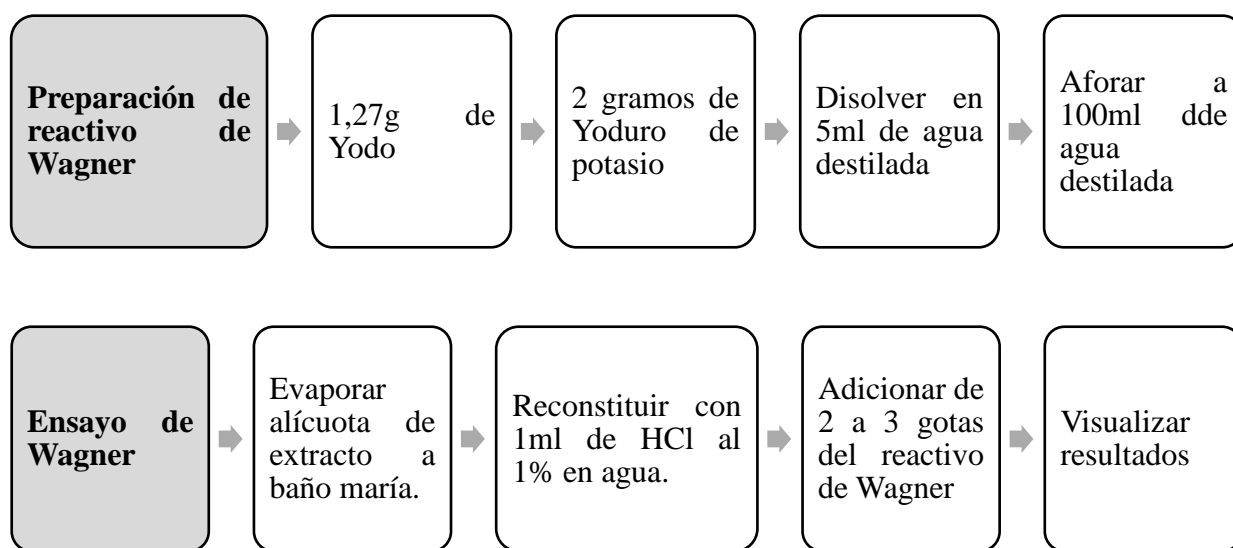 Preparación de
reactivo de
Wagner
1,27g de
Yodo
2 gramos de
Yoduro de
potasio
Disolver en
5ml de agua
destilada
Aforar a
100ml dde
agua
destilada
Ensayo de
Wagner
Evaporar
alícuota de
extracto a
baño maría.
Reconstituir con
1ml de HCl al
1% en agua.
Adicionar de
2 a 3 gotas
del reactivo
de Wagner
Visualizar
resultados